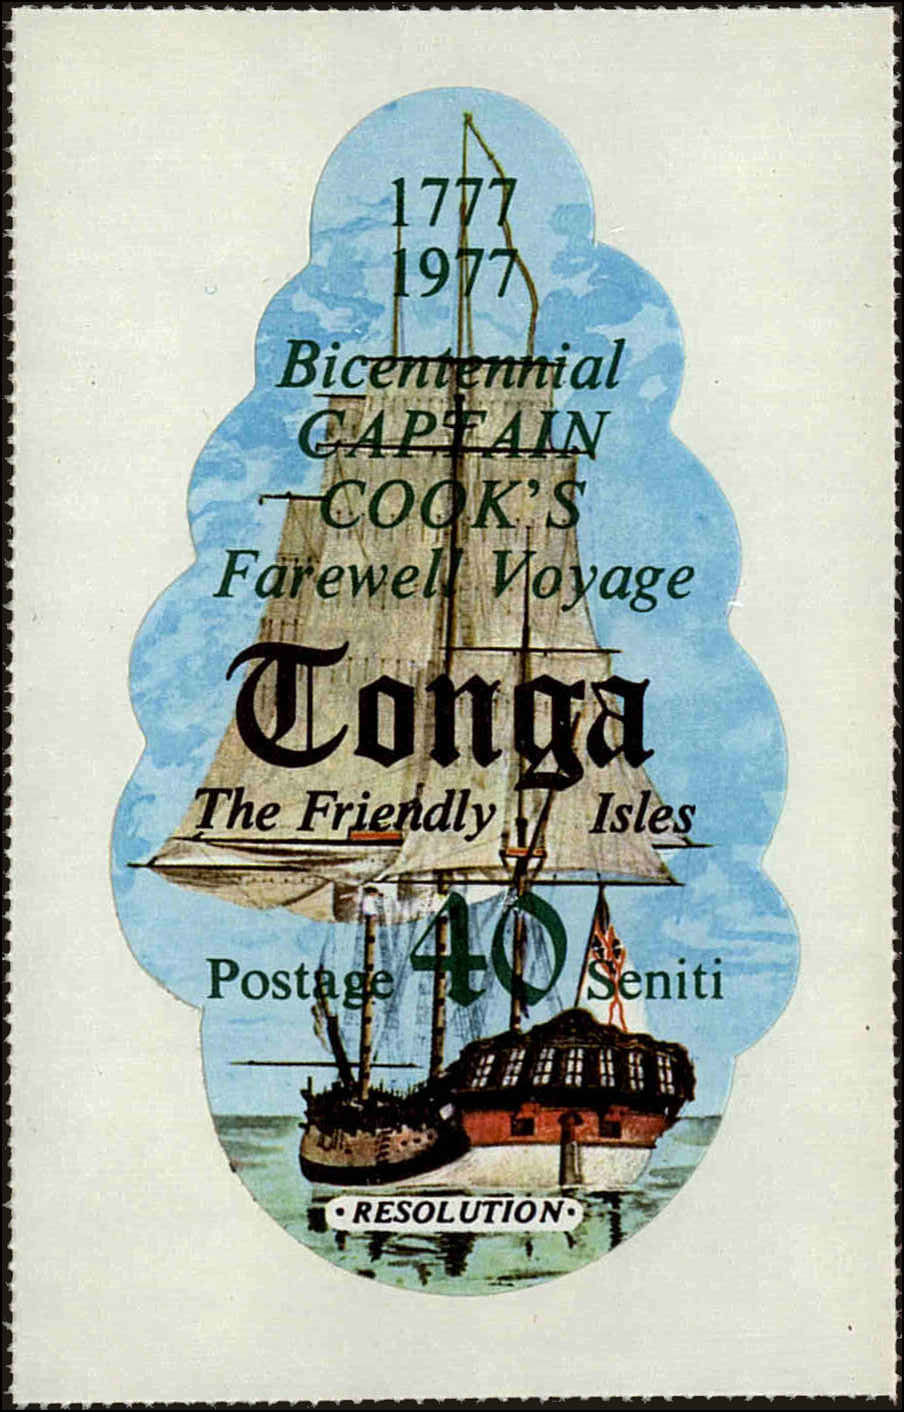 1777
1977
Bicentennial
CAPTAIN
COOK'S
Farewell Voyage
Tonga
The Friendly Isles
Postage 40 Seniti
• RESOLUTION •